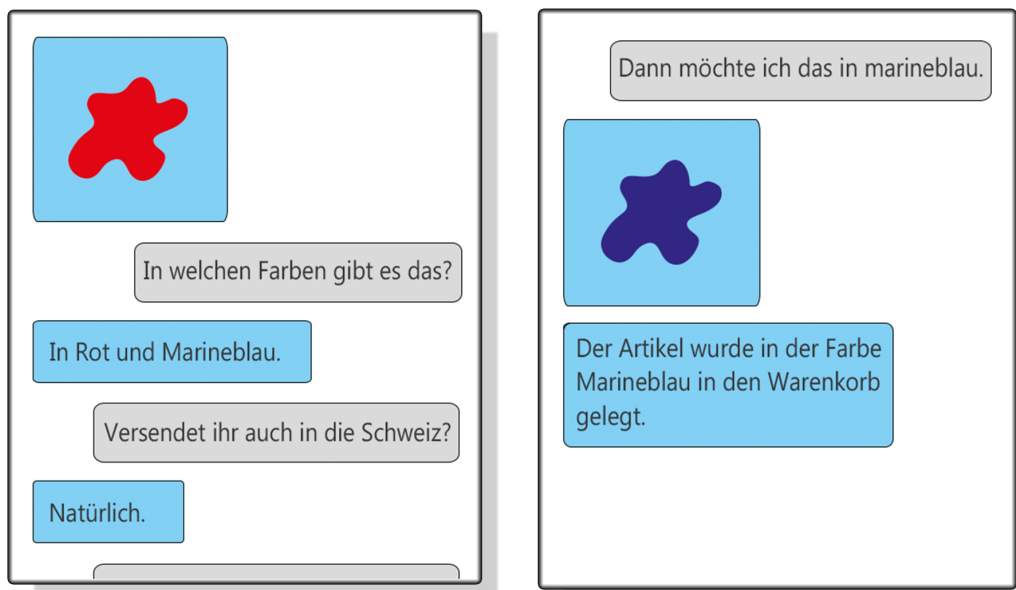 In welchen Farben gibt es das?
In Rot und Marineblau.
Versendet ihr auch in die Schweiz?
Natürlich.
Dann möchte ich das in marineblau.
Der Artikel wurde in der Farbe
Marineblau in den Warenkorb
gelegt.